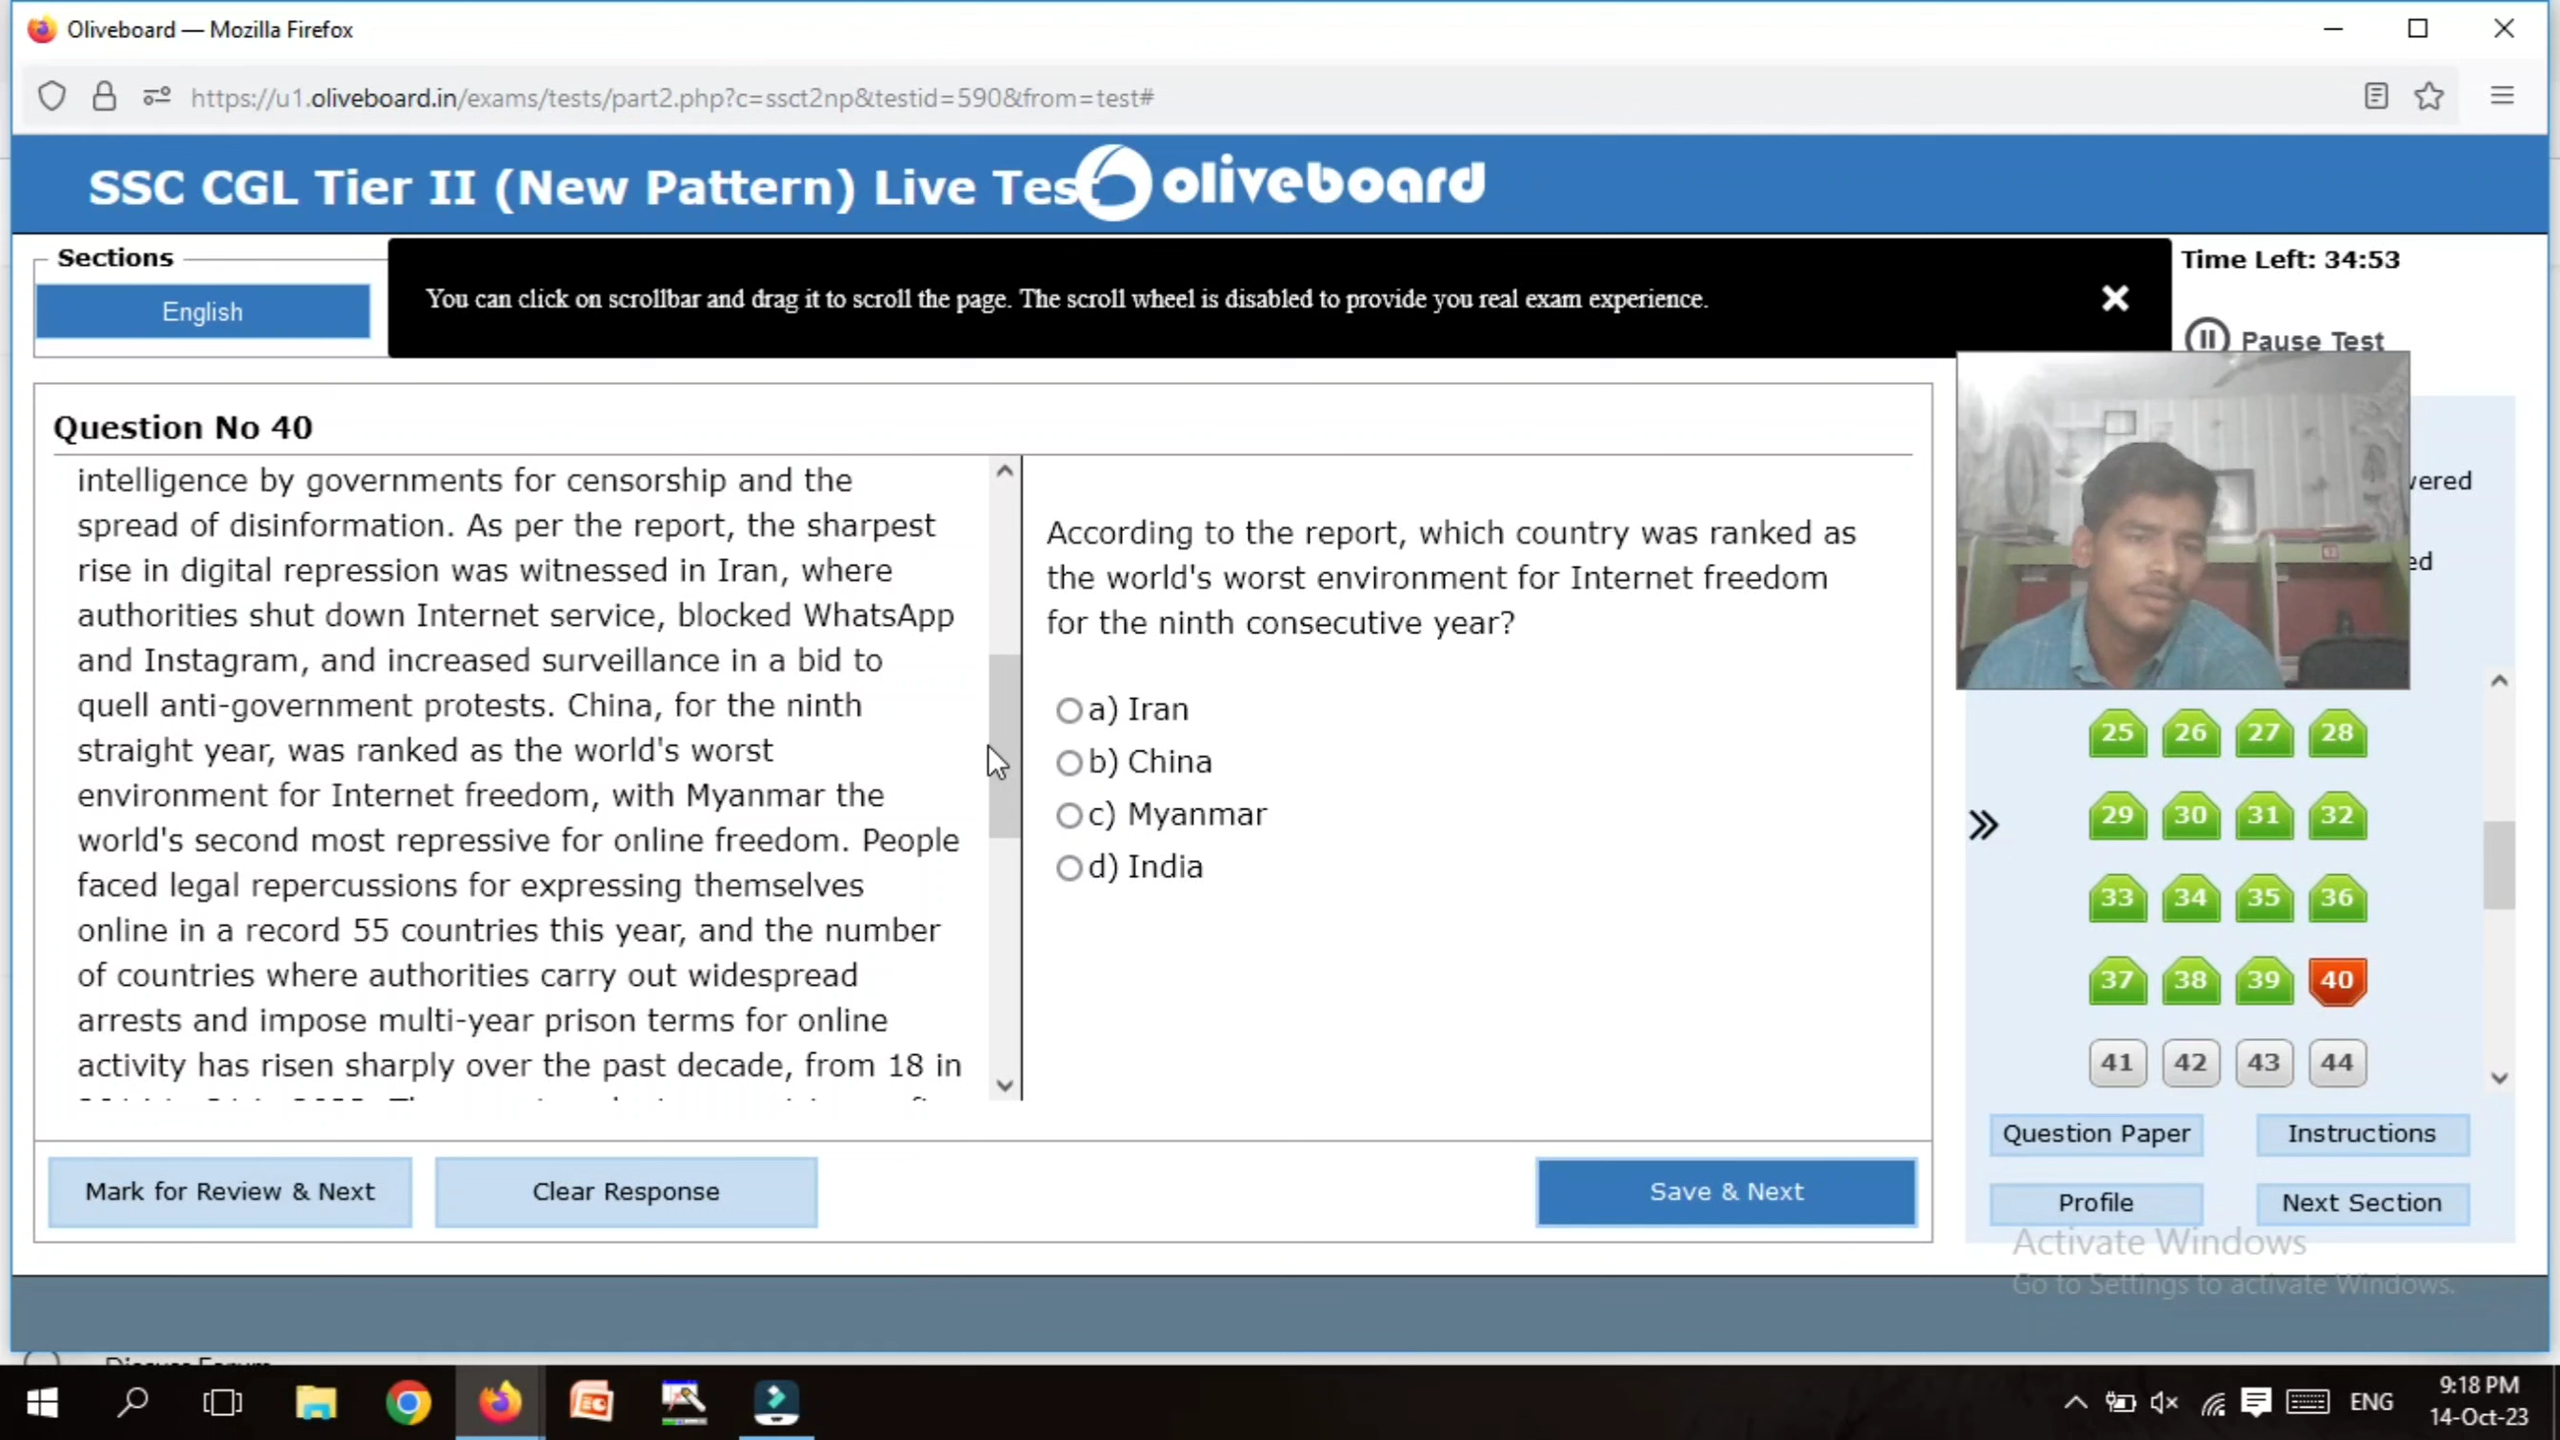 Oliveboard — Mozilla Firefox
https://u1.oliveboard.in/exams/tests/part2.php?c=ssct2np&testid=590&from=test#
SSC CGL Tier II (New Pattern) Live Tes
oliveboard
Sections
English
You can click on scrollbar and drag it to scroll the page. The scroll wheel is disabled to provide you real exam experience.
Time Left: 34:53
Pause Test
Question No 40
intelligence by governments for censorship and the
spread of disinformation. As per the report, the sharpest
rise in digital repression was witnessed in Iran, where
authorities shut down Internet service, blocked WhatsApp
and Instagram, and increased surveillance in a bid to
quell anti-government protests. China, for the ninth
straight year, was ranked as the world's worst
environment for Internet freedom, with Myanmar the
world's second most repressive for online freedom. People
faced legal repercussions for expressing themselves
online in a record 55 countries this year, and the number
of countries where authorities carry out widespread
arrests and impose multi-year prison terms for online
activity has risen sharply over the past decade, from 18 in
According to the report, which country was ranked as
the world's worst environment for Internet freedom
for the ninth consecutive year?
a) Iran
b) China
c) Myanmar
d) India
wered
ed
25 26 27 28
29 30 31 32
33 34 35 36
37 38 39 40
41 42 43 44
Question Paper
Instructions
Profile
Next Section
Mark for Review & Next
Clear Response
Save & Next
Activate Windows
Go to Settings to activate Windows.
ENG
9:18 PM
14-Oct-23